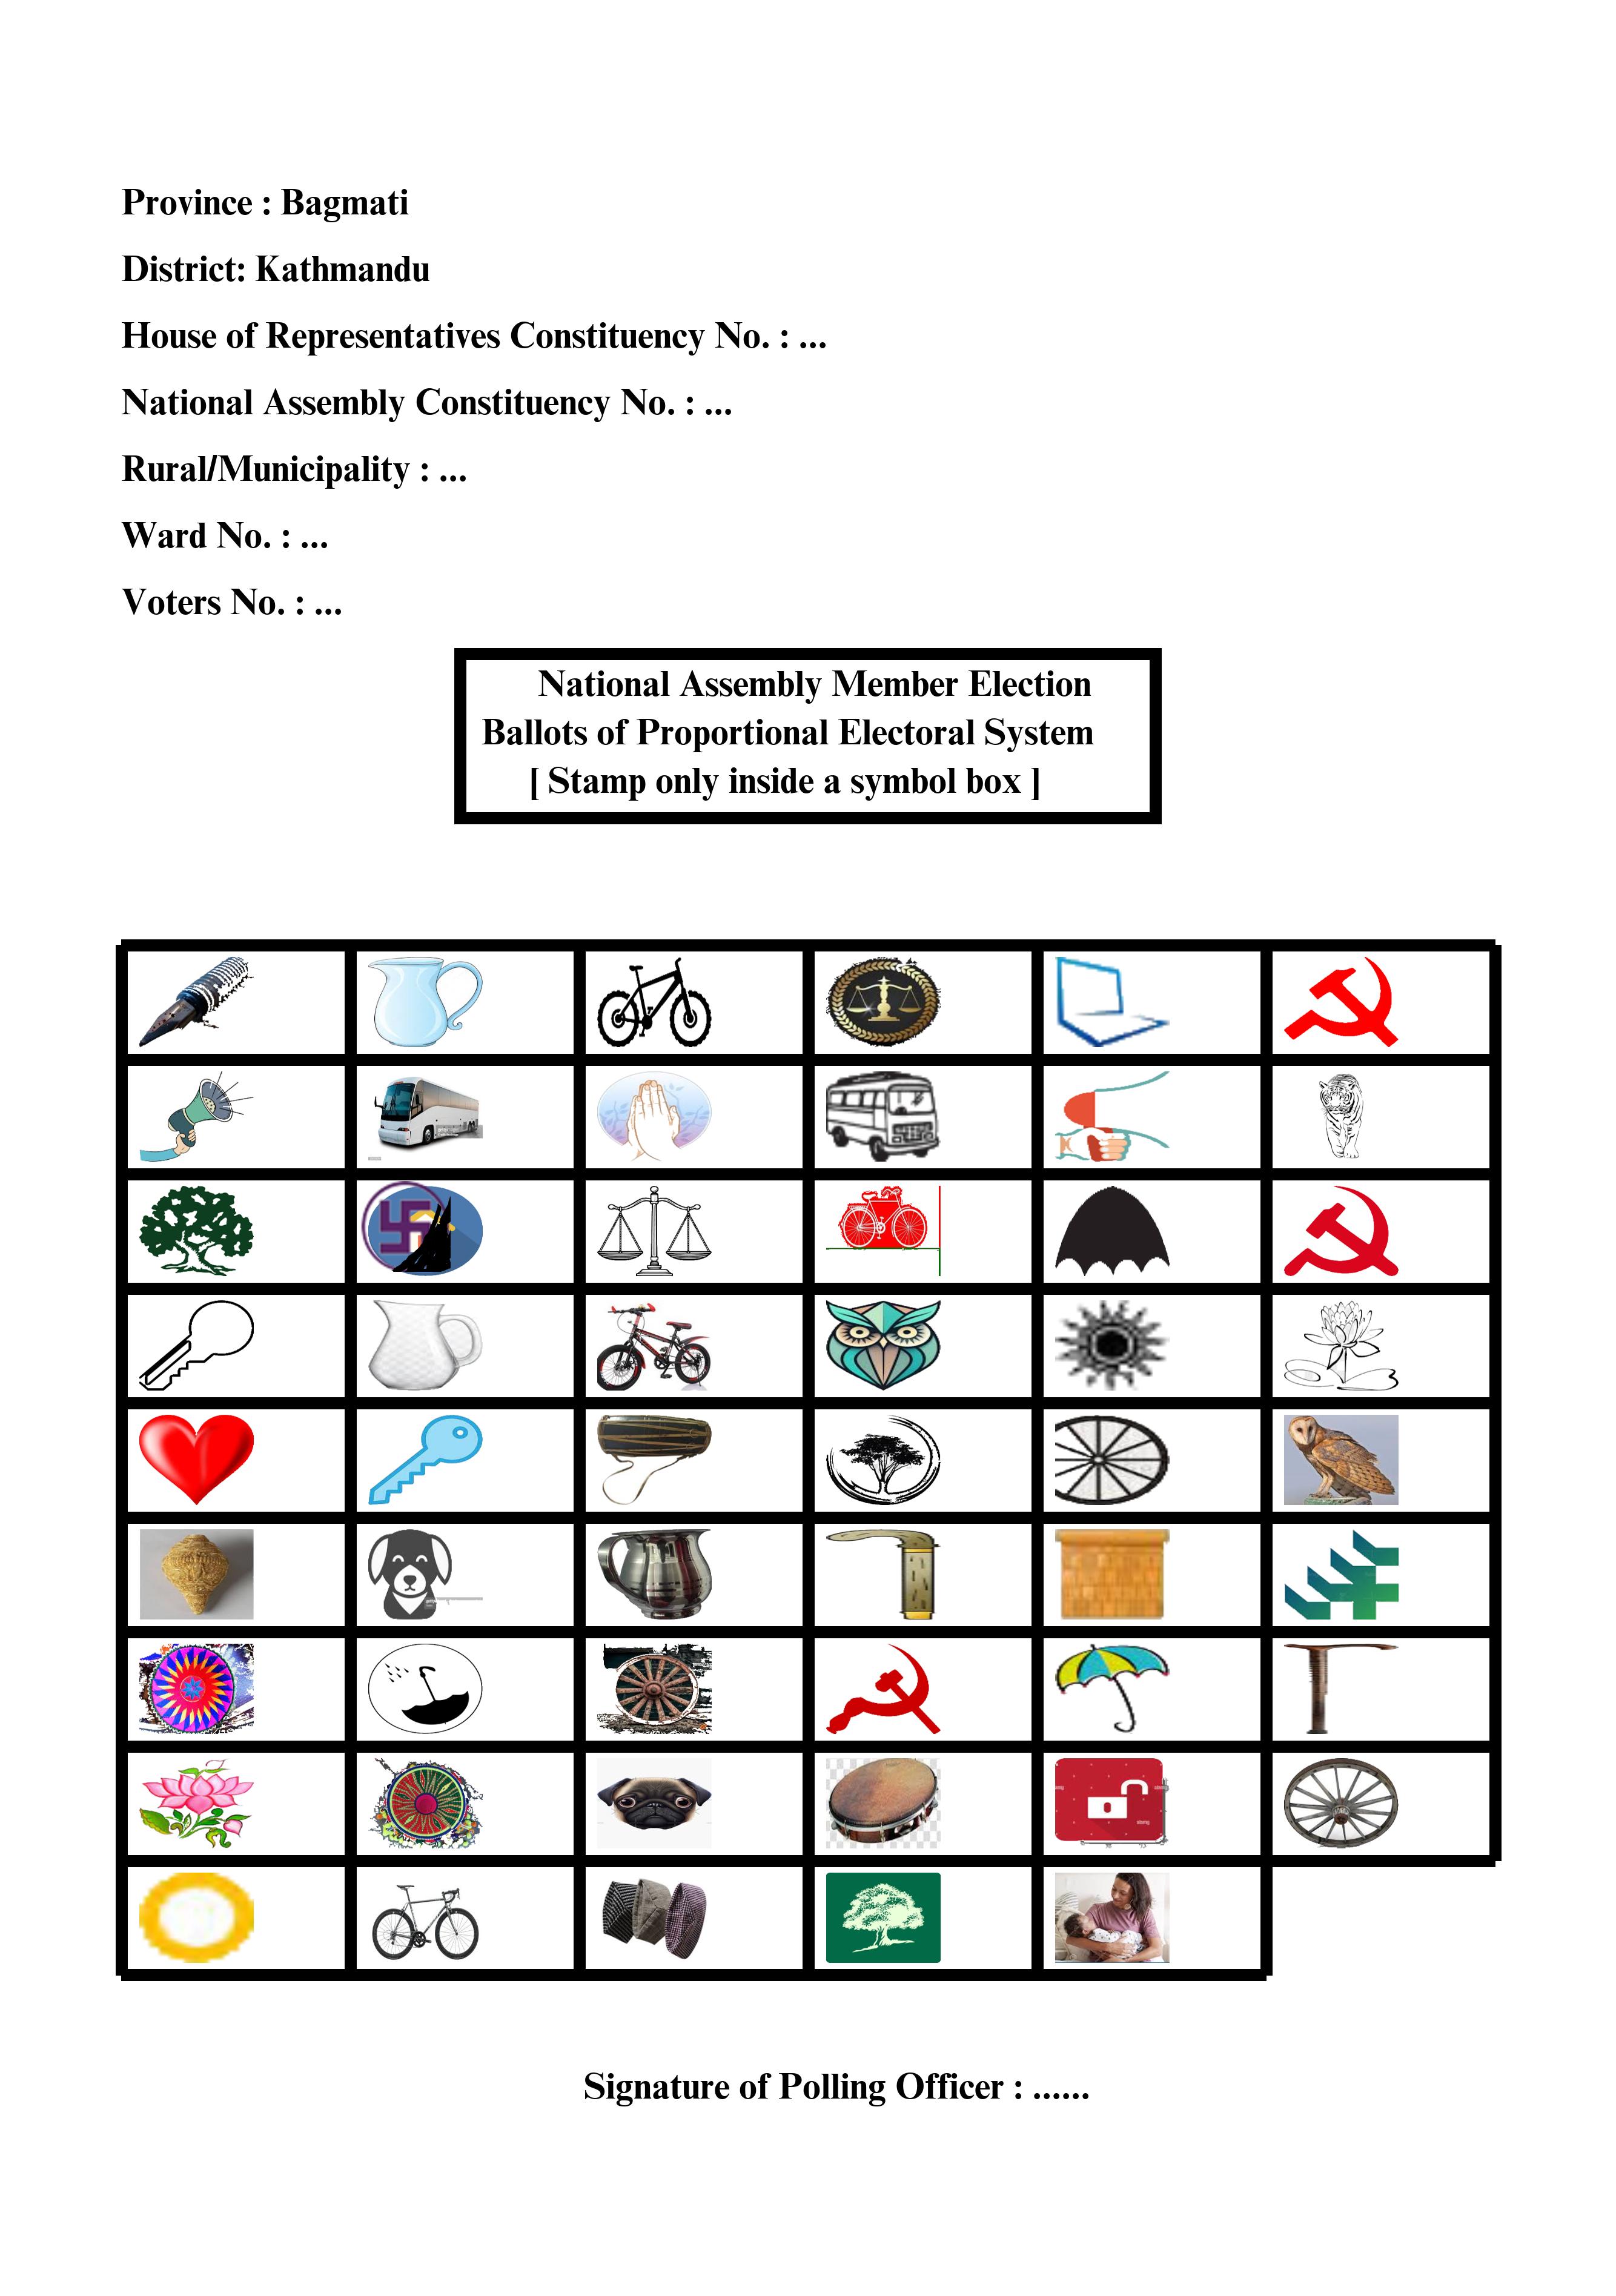 Province : Bagmati
District: Kathmandu
House of Representatives Constituency No. : ...
National Assembly Constituency No. : ...
Rural/Municipality : ...
Ward No. : ...
Voters No. : ...
National Assembly Member Election
Ballots of Proportional Electoral System
[ Stamp only inside a symbol box ]
Signature of Polling Officer : ......